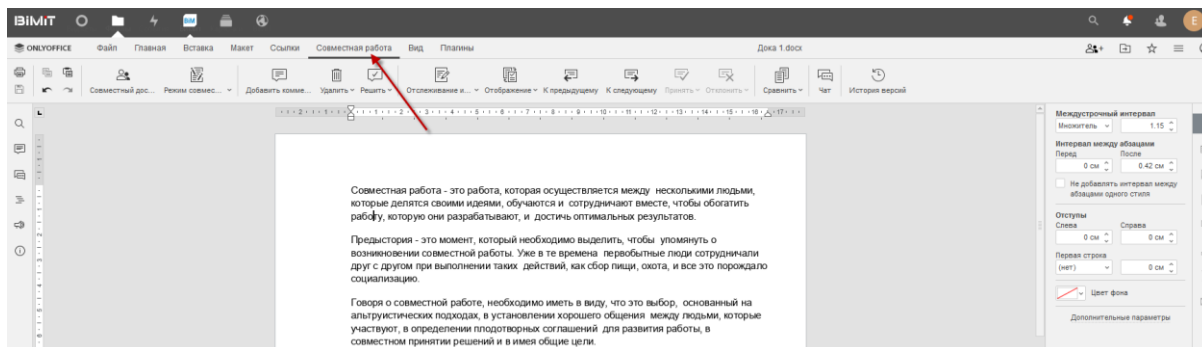 BIMIT BIM E
ONLYOFFICE Файл Главная Вставка Макет Ссылки Совместная работа Вид Плагины Дока 1.docx
Совместный дос... Режим совмес... Добавить комме... Удалить Решить Отслеживание и... Отображение К предыдущему К следующему Принять Отклонить Сравнить Чат История версий
Междустрочный интервал
Множитель 1.15
Интервал между абзацами
Перед После
0 см 0.42 см
Не добавлять интервал между
абзацами одного стиля
Отступы
Слева Справа
0 см 0 см
Первая строка
(нет) 0 см
Цвет фона
Дополнительные параметры
Совместная работа - это работа, которая осуществляется между несколькими людьми,
которые делятся своими идеями, обучаются и сотрудничают вместе, чтобы обогатить
работу, которую они разрабатывают, и достичь оптимальных результатов.
Предыстория - это момент, который необходимо выделить, чтобы упомянуть о
возникновении совместной работы. Уже в те времена первобытные люди сотрудничали
друг с другом при выполнении таких действий, как сбор пищи, охота, и все это порождало
социализацию.
Говоря о совместной работе, необходимо иметь в виду, что это выбор, основанный на
альтруистических подходах, в установлении хорошего общения между людьми, которые
участвуют, в определении плодотворных соглашений для развития работы, в
совместном принятии решений и в имея общие цели.